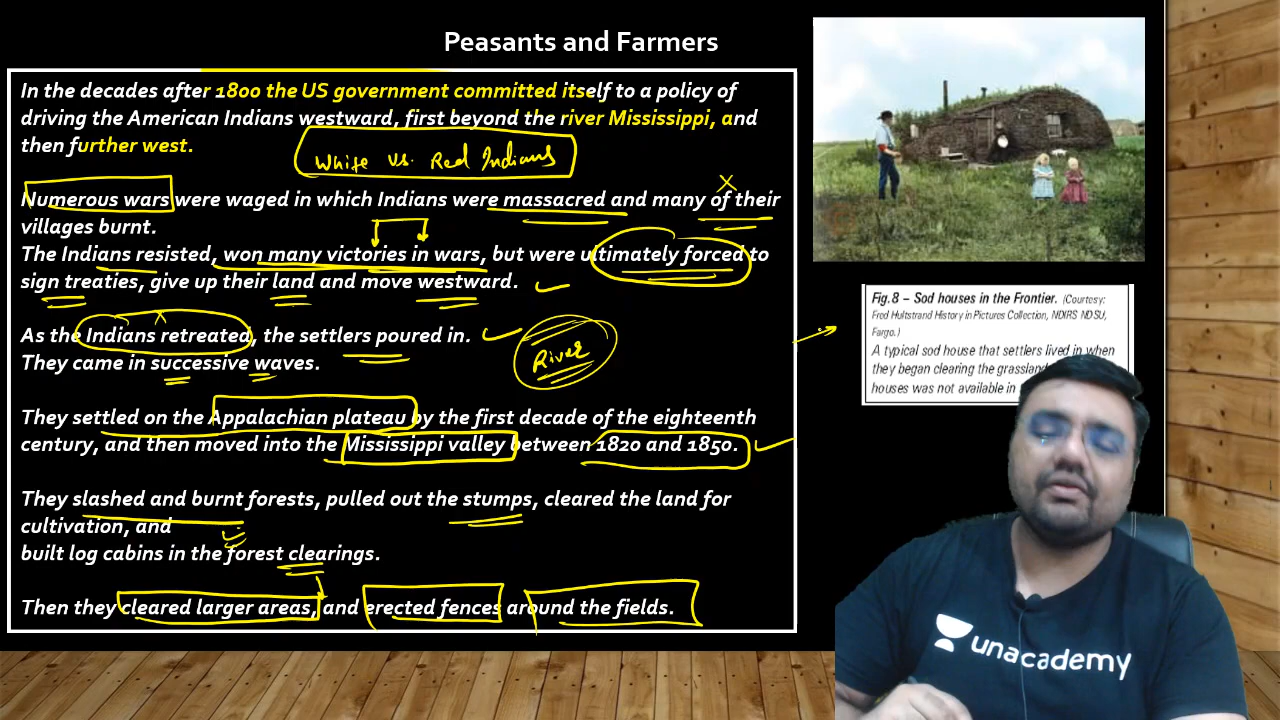 Peasants and Farmers
In the decades after 1800 the US government committed itself to a policy of
driving the American Indians westward, first beyond the river Mississippi, and
then further west.
White vs. Red Indians
Numerous wars were waged in which Indians were massacred and many of their
villages burnt.
The Indians resisted, won many victories in wars, but were ultimately forced to
sign treaties, give up their land and move westward.
As the Indians retreated, the settlers poured in.
They came in successive waves.
River
They settled on the Appalachian plateau by the first decade of the eighteenth
century, and then moved into the Mississippi valley between 1820 and 1850.
They slashed and burnt forests, pulled out the stumps, cleared the land for
cultivation, and
built log cabins in the forest clearings.
Then they cleared larger areas, and erected fences around the fields.
Fig.8 – Sod houses in the Frontier. (Courtesy:
Fred Hultstrand History in Pictures Collection, NDIRS NDSU,
Fargo.)
A typical sod house that settlers lived in when
they began clearing the grassland
houses was not available in
unacademy